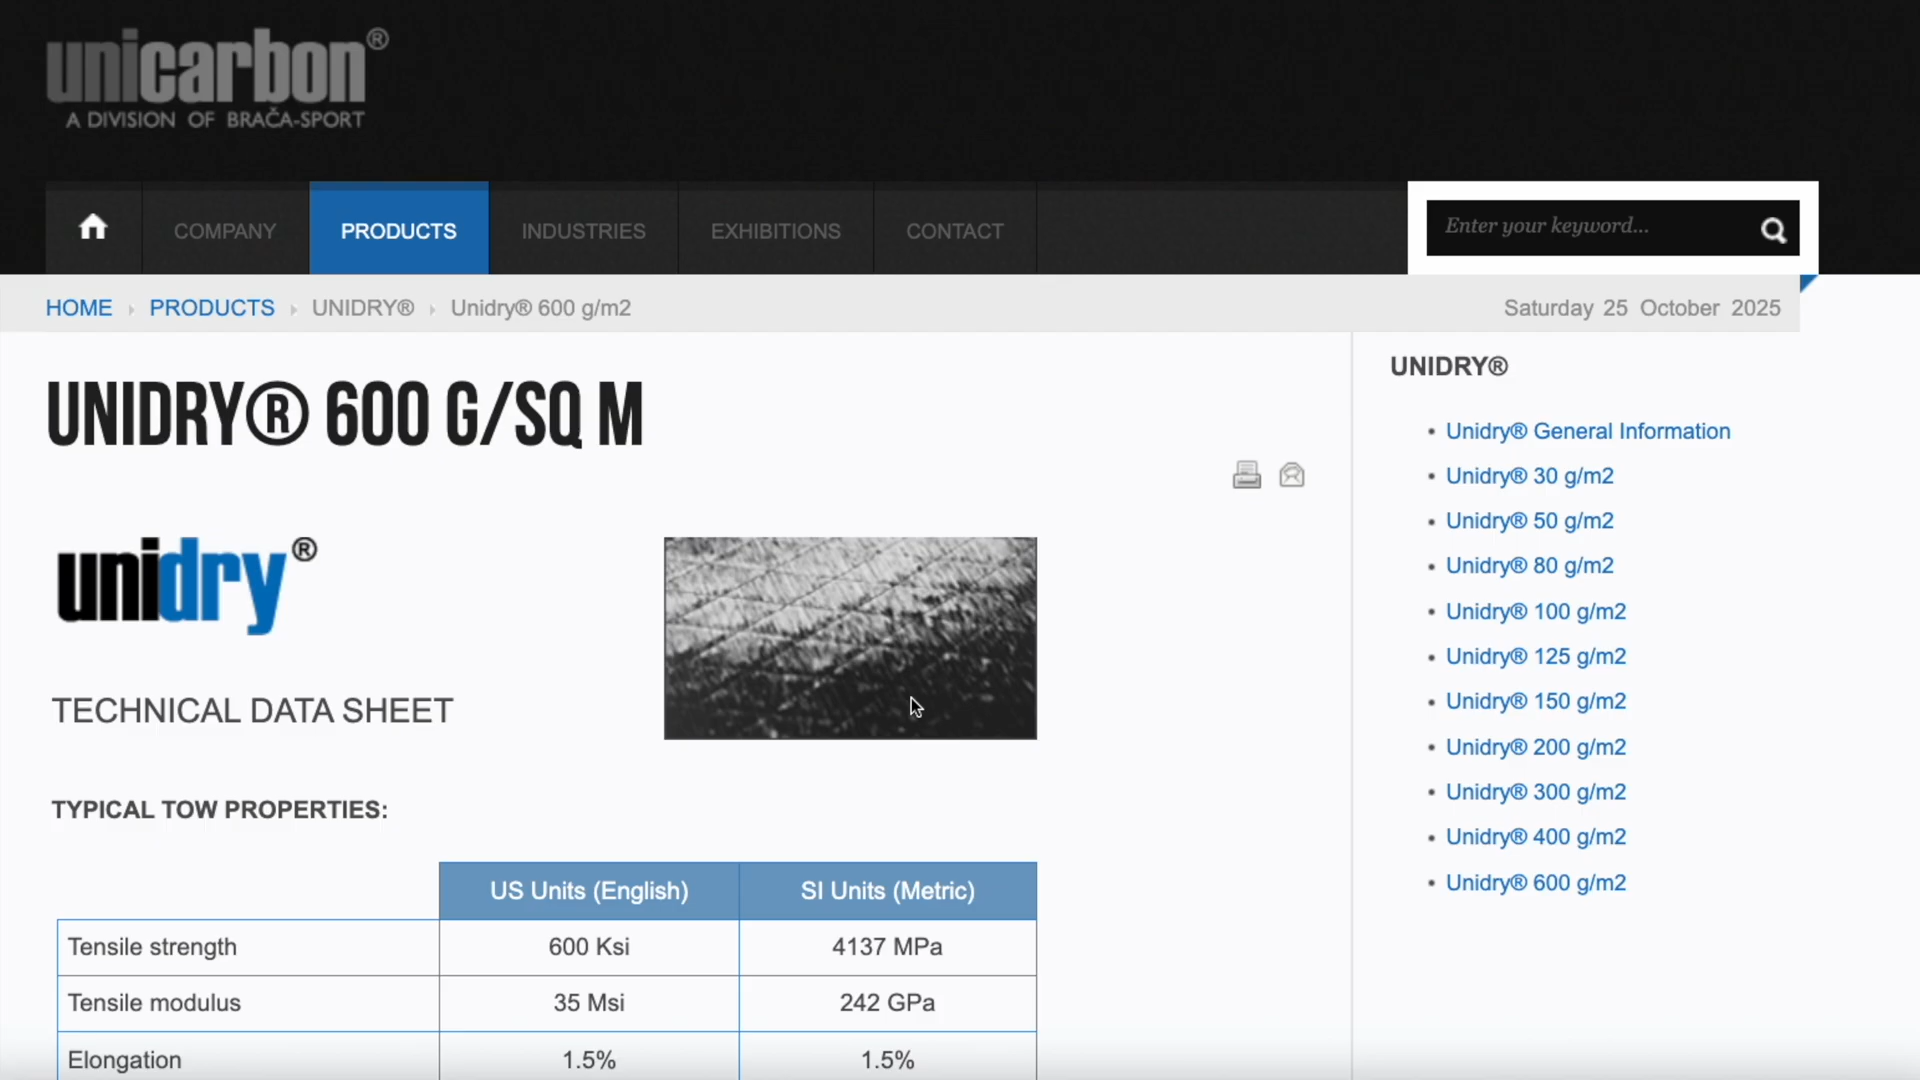 unicarbon®
A DIVISION OF BRAČA-SPORT
COMPANY
PRODUCTS
INDUSTRIES
EXHIBITIONS
CONTACT
Enter your keyword...
HOME
PRODUCTS
UNIDRY®
Unidry® 600 g/m2
Saturday 25 October 2025
UNIDRY® 600 G/SQ M
unidry®
TECHNICAL DATA SHEET
TYPICAL TOW PROPERTIES:
US Units (English) SI Units (Metric)
Tensile strength 600 Ksi 4137 MPa
Tensile modulus 35 Msi 242 GPa
Elongation 1.5% 1.5%
UNIDRY®
Unidry® General Information
Unidry® 30 g/m2
Unidry® 50 g/m2
Unidry® 80 g/m2
Unidry® 100 g/m2
Unidry® 125 g/m2
Unidry® 150 g/m2
Unidry® 200 g/m2
Unidry® 300 g/m2
Unidry® 400 g/m2
Unidry® 600 g/m2